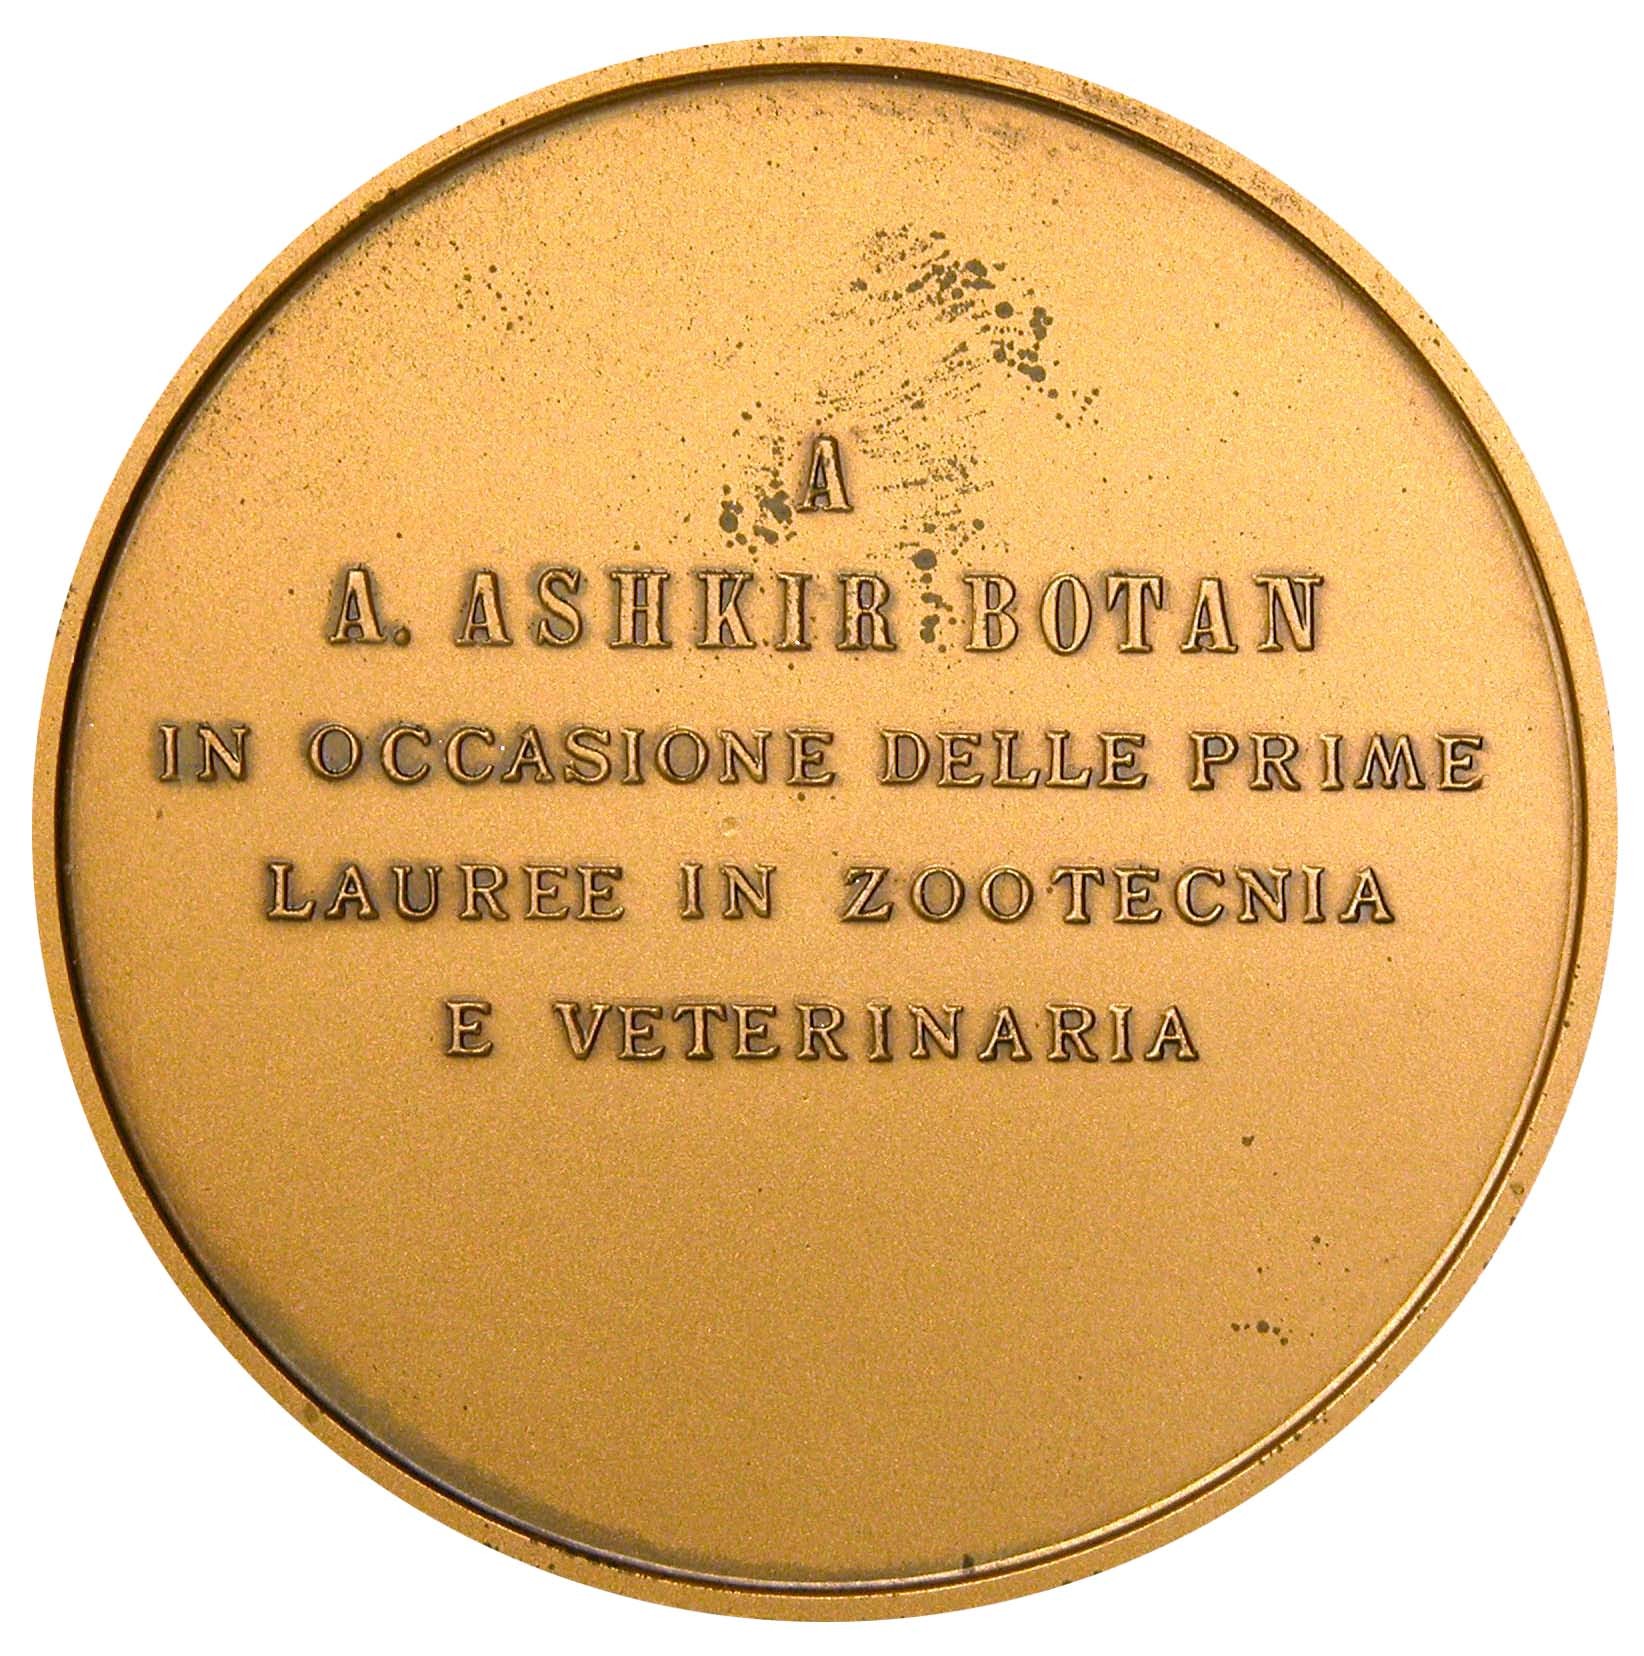 A
A. ASHKIR BOTAN
IN OCCASIONE DELLE PRIME
LAUREE IN ZOOTECNIA
E VETERINARIA